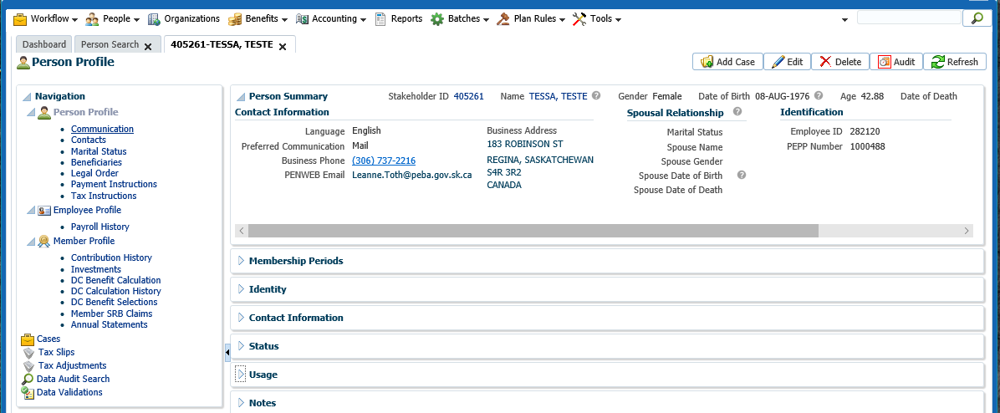 Workflow People Organizations Benefits Accounting Reports Batches Plan Rules Tools
Dashboard Person Search 405261-TESSA, TESTE
Person Profile
Add Case Edit Delete Audit Refresh
Navigation
Person Profile
Communication
Contacts
Marital Status
Beneficiaries
Legal Order
Payment Instructions
Tax Instructions
Employee Profile
Payroll History
Member Profile
Contribution History
Investments
DC Benefit Calculation
DC Calculation History
DC Benefit Selections
Member SRB Claims
Annual Statements
Cases
Tax Slips
Tax Adjustments
Data Audit Search
Data Validations
Person Summary Stakeholder ID 405261 Name TESSA, TESTE Gender Female Date of Birth 08-AUG-1976 Age 42.88 Date of Death
Contact Information
Language English
Preferred Communication Mail
Business Phone (306) 737-2216
PENWEB Email Leanne.Toth@peba.gov.sk.ca
Business Address
183 ROBINSON ST
REGINA, SASKATCHEWAN
S4R 3R2
CANADA
Spousal Relationship
Marital Status
Spouse Name
Spouse Gender
Spouse Date of Birth
Spouse Date of Death
Identification
Employee ID 282120
PEPP Number 1000488
Membership Periods
Identity
Contact Information
Status
Usage
Notes